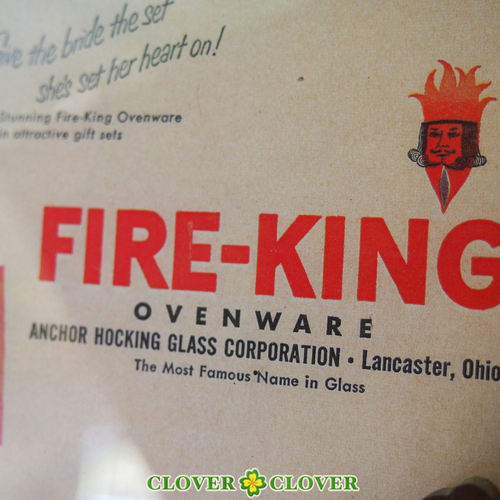 Give the bride the set
she's set her heart on!
Stunning Fire-King Ovenware
in attractive gift sets
FIRE-KING
OVENWARE
ANCHOR HOCKING GLASS CORPORATION • Lancaster, Ohio
The Most Famous Name in Glass
CLOVER CLOVER